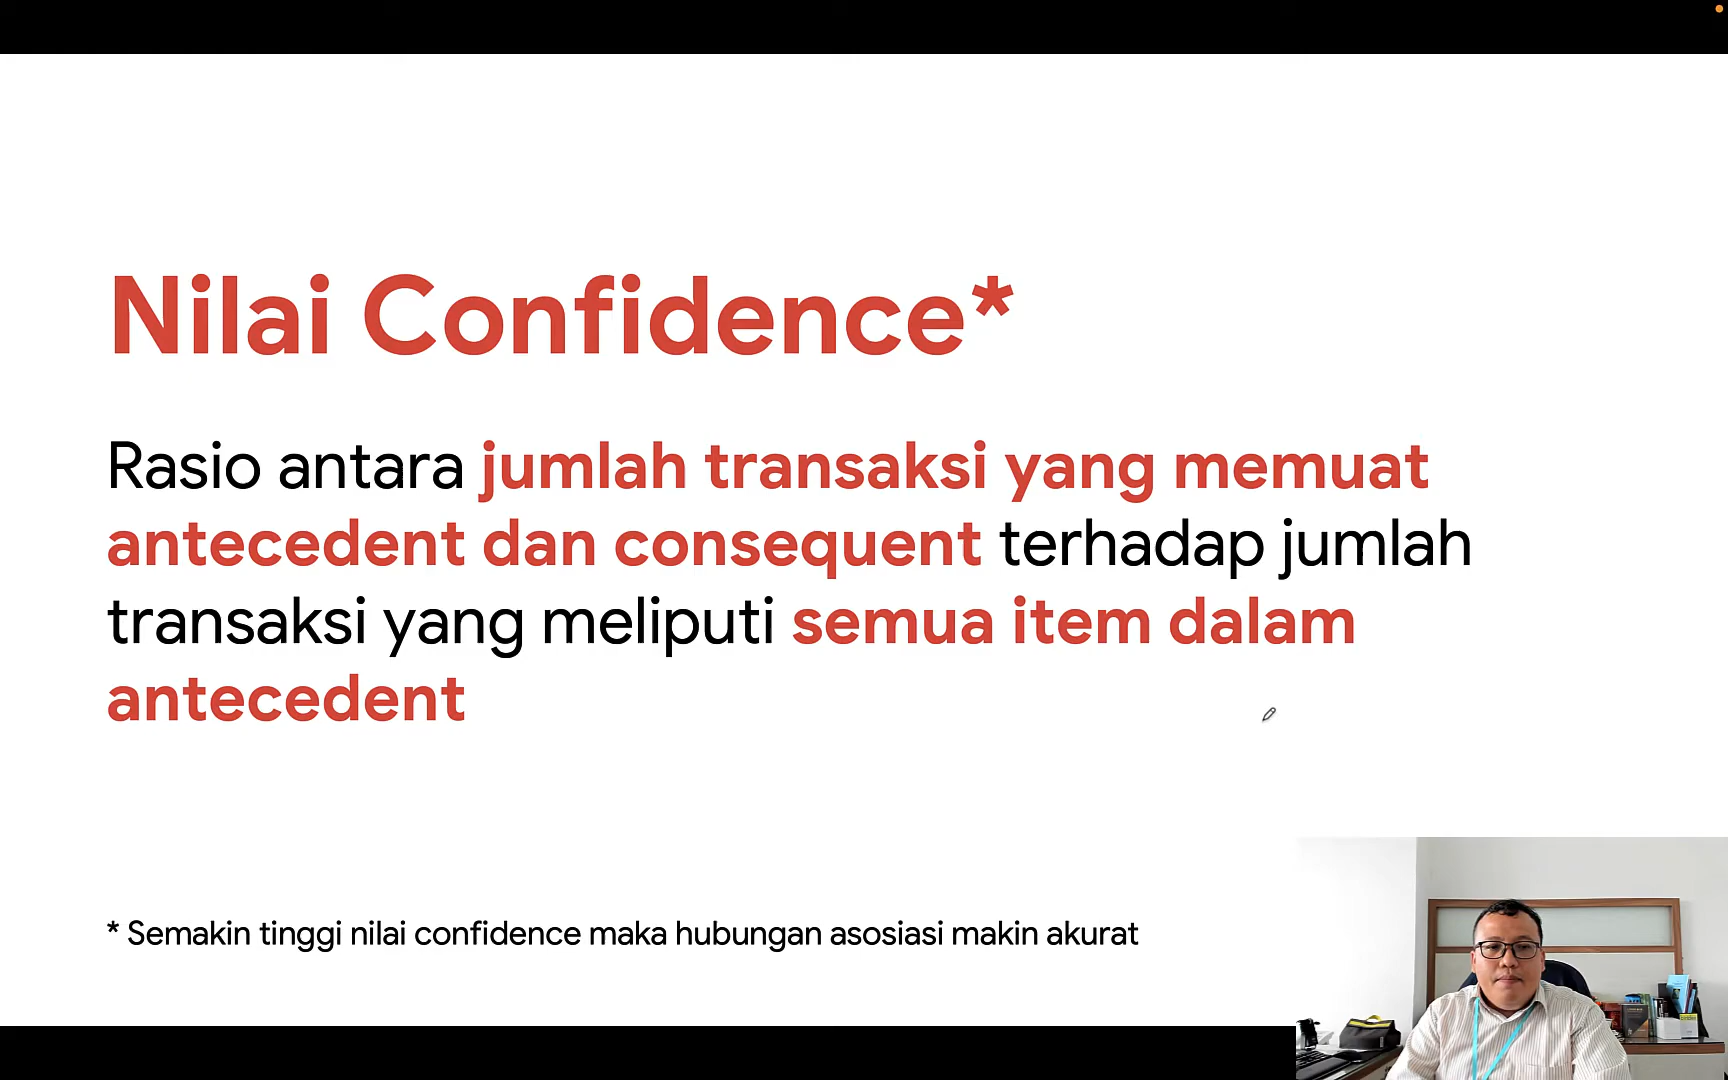 Nilai Confidence*
Rasio antara jumlah transaksi yang memuat
antecedent dan consequent terhadap jumlah
transaksi yang meliputi semua item dalam
antecedent
* Semakin tinggi nilai confidence maka hubungan asosiasi makin akurat